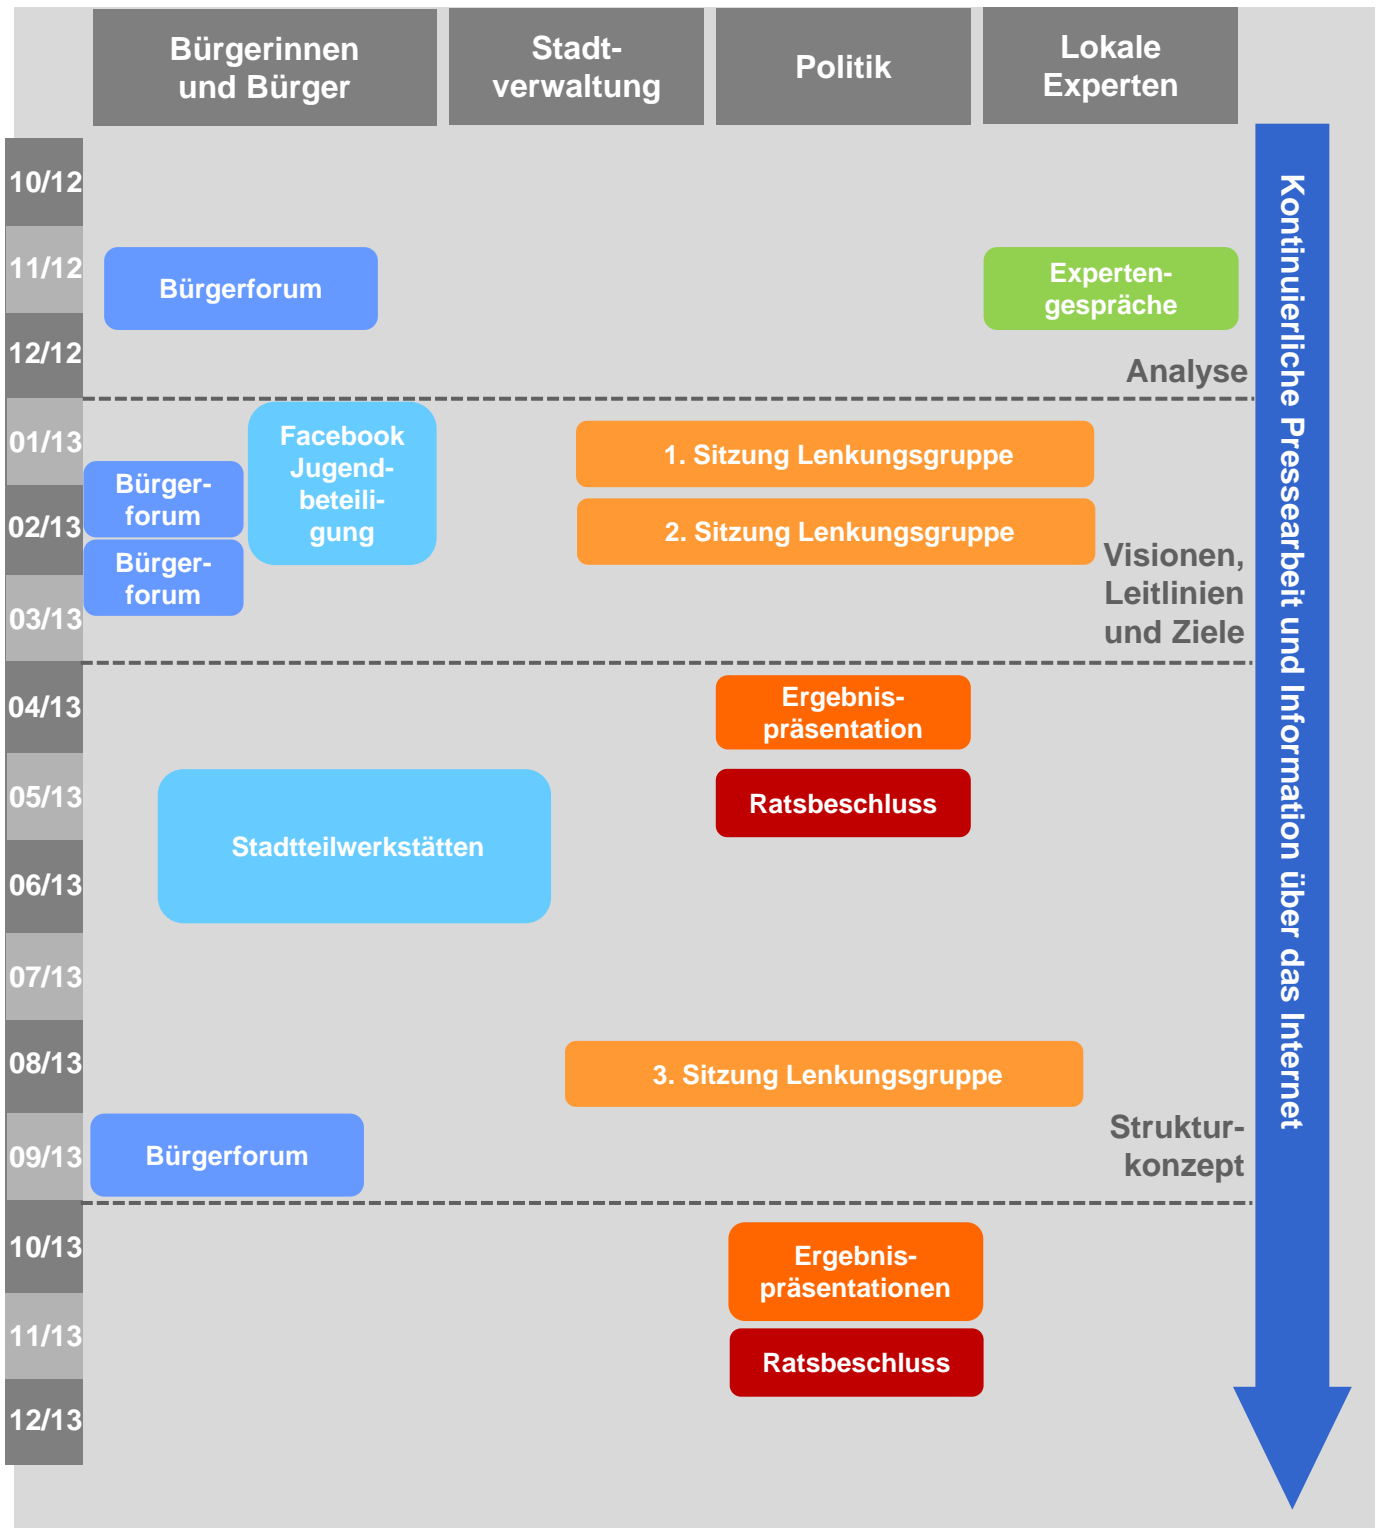 Bürgerinnen
und Bürger
Stadt-
verwaltung
Politik
Lokale
Experten
10/12
11/12
Bürgerforum
Experten-
gespräche
12/12
Analyse
01/13
Facebook
Jugend-
beteili-
gung
1. Sitzung Lenkungsgruppe
Bürger-
forum
02/13
2. Sitzung Lenkungsgruppe
Bürger-
forum
Visionen,
Leitlinien
und Ziele
03/13
04/13
Ergebnis-
präsentation
05/13
Ratsbeschluss
Stadtteilwerkstätten
06/13
07/13
08/13
3. Sitzung Lenkungsgruppe
09/13
Bürgerforum
Struktur-
konzept
10/13
Ergebnis-
präsentationen
11/13
Ratsbeschluss
12/13
Kontinuierliche Pressearbeit und Information über das Internet